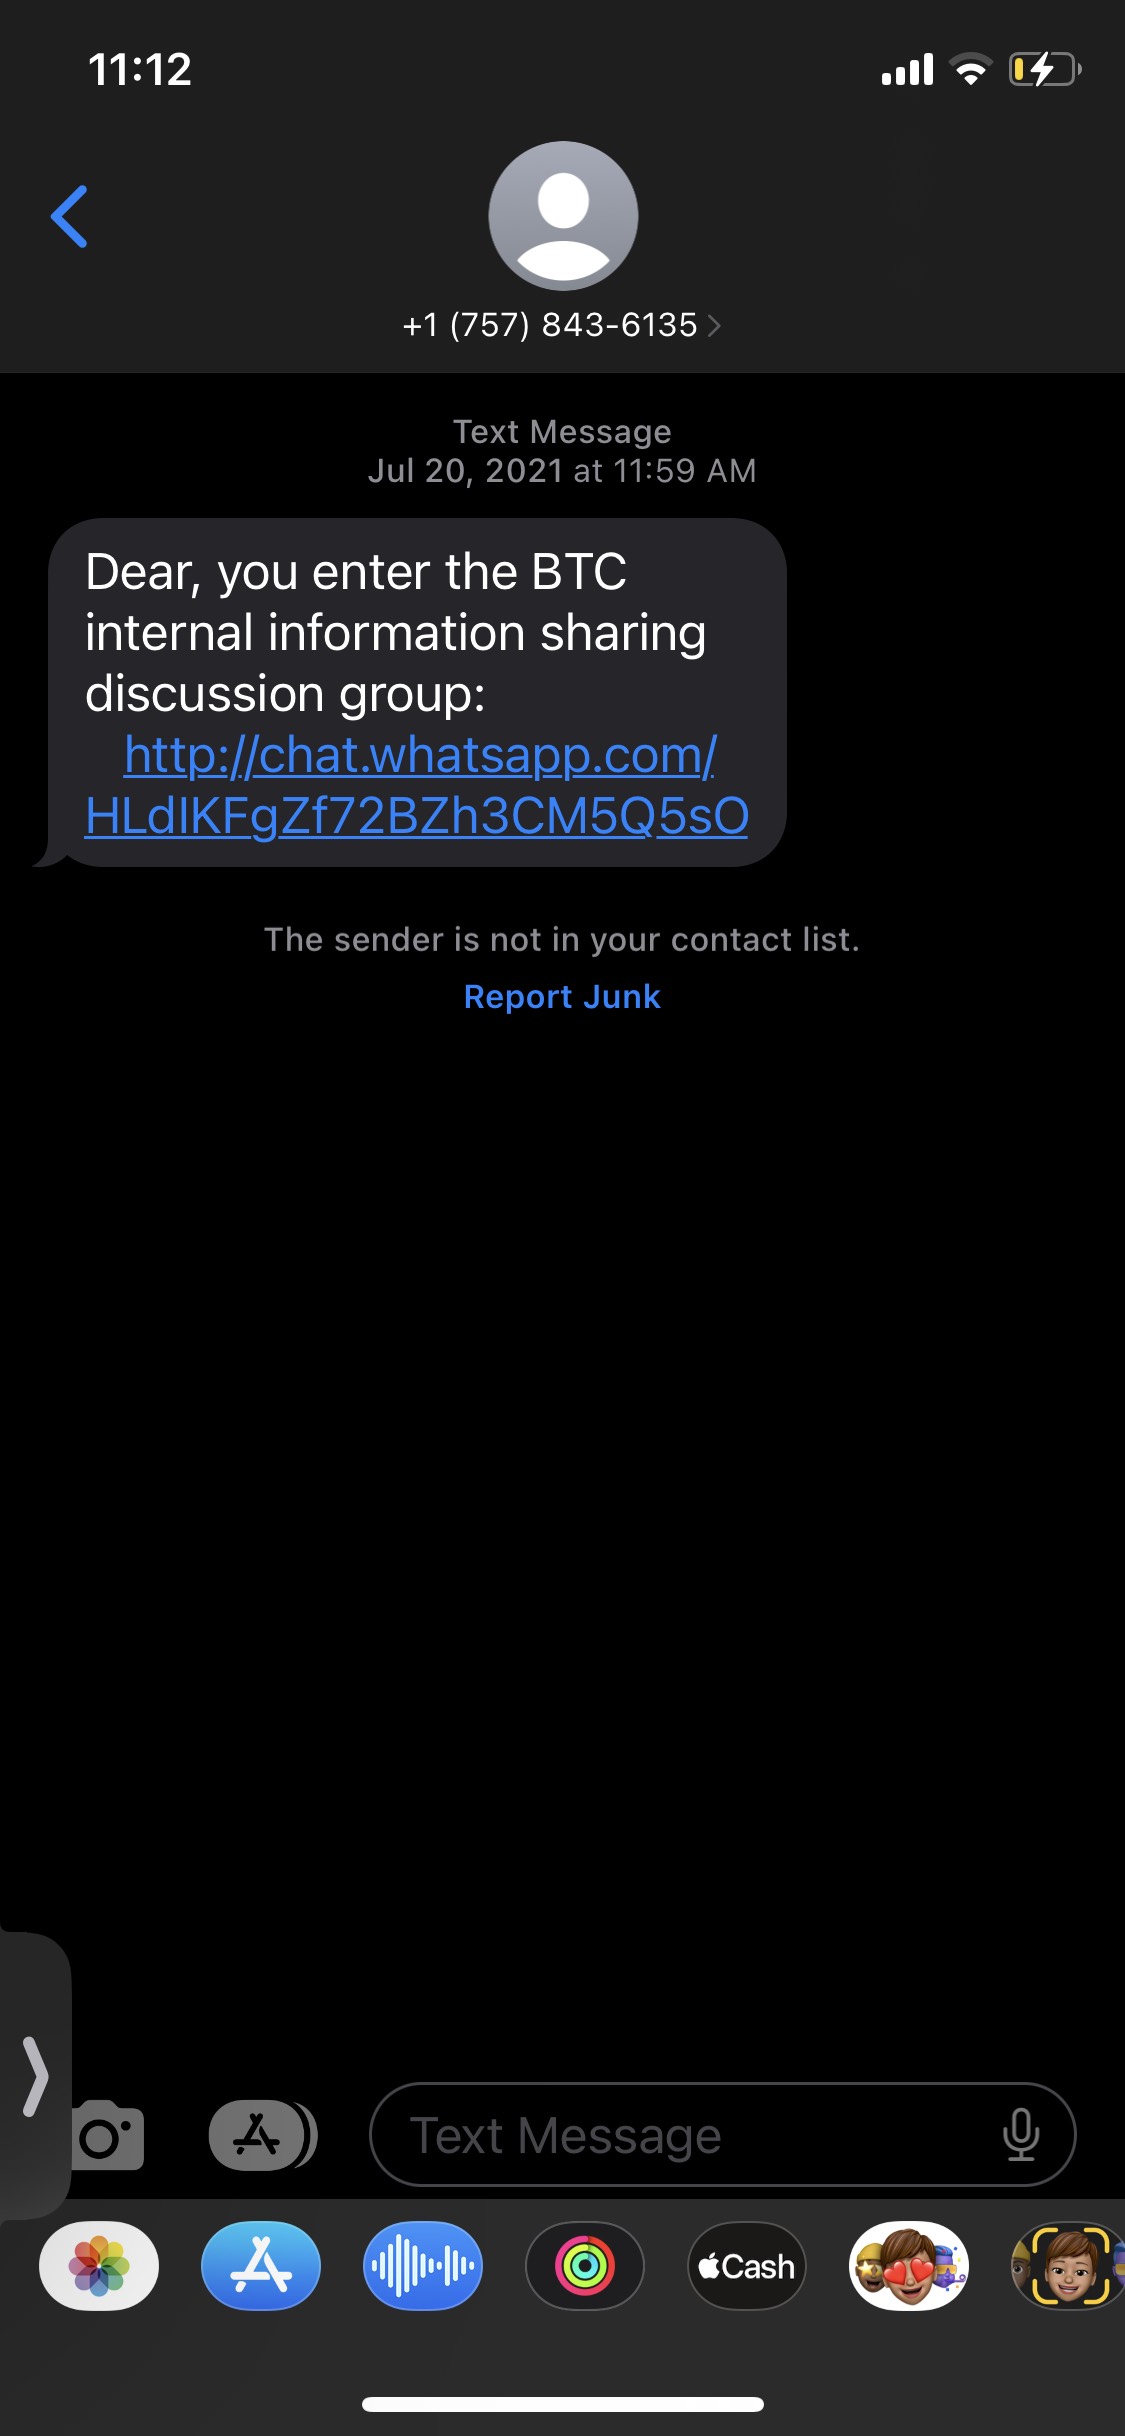 11:12
+1 (757) 843-6135
Text Message
Jul 20, 2021 at 11:59 AM
Dear, you enter the BTC
internal information sharing
discussion group:
http://chat.whatsapp.com/
HLdIKFgZf72BZh3CM5Q5sO
The sender is not in your contact list.
Report Junk
Text Message
Cash